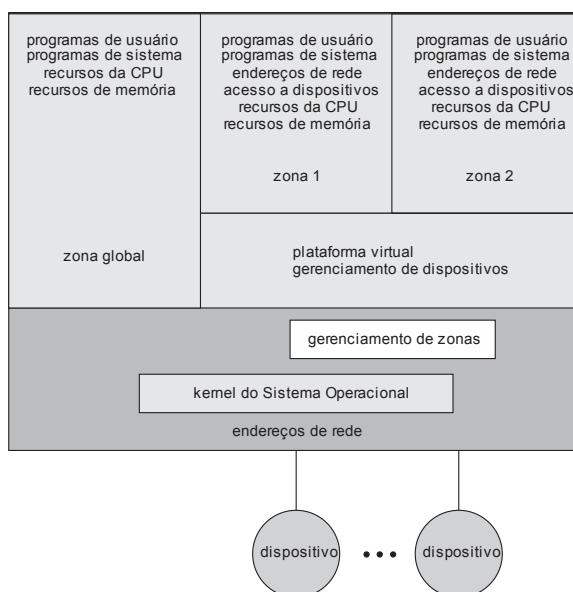 programas de usuário
programas de sistema
recursos da CPU
recursos de memória
zona global
programas de usuário
programas de sistema
endereços de rede
acesso a dispositivos
recursos da CPU
recursos de memória
zona 1
programas de usuário
programas de sistema
endereços de rede
acesso a dispositivos
recursos da CPU
recursos de memória
zona 2
plataforma virtual
gerenciamento de dispositivos
gerenciamento de zonas
kernel do Sistema Operacional
endereços de rede
dispositivo
dispositivo